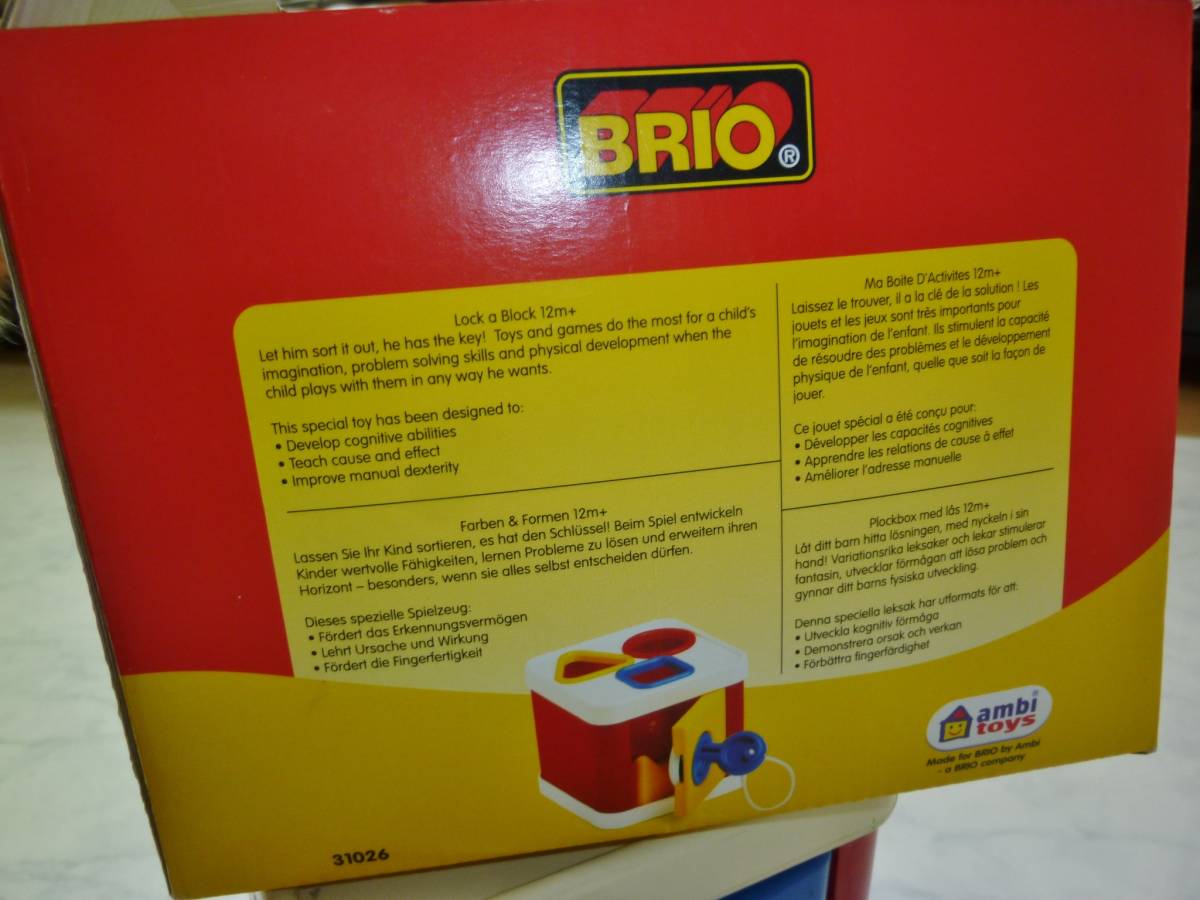 BRIO®
Lock a Block 12m+
Let him sort it out, he has the key! Toys and games do the most for a child's
imagination, problem solving skills and physical development when the
child plays with them in any way he wants.
This special toy has been designed to:
• Develop cognitive abilities
• Teach cause and effect
• Improve manual dexterity
Ma Boite D'Activites 12m+
Laissez le trouver, il a la clé de la solution ! Les
jouets et les jeux sont très importants pour
l'imagination de l'enfant. Ils stimulent la capacité
de résoudre des problèmes et le développement
physique de l'enfant, quelle que soit la façon de
jouer.
Ce jouet spécial a été conçu pour:
• Développer les capacités cognitives
• Apprendre les relations de cause à effet
• Améliorer l'adresse manuelle
Farben & Formen 12m+
Lassen Sie Ihr Kind sortieren, es hat den Schlüssel! Beim Spiel entwickeln
Kinder wertvolle Fähigkeiten, lernen Probleme zu lösen und erweitern ihren
Horizont – besonders, wenn sie alles selbst entscheiden dürfen.
Dieses spezielle Spielzeug:
• Fördert das Erkennungsvermögen
• Lehrt Ursache und Wirkung
• Fördert die Fingerfertigkeit
Plockbox med lås 12m+
Låt ditt barn hitta lösningen, med nyckeln i sin
hand! Variationsrika leksaker och lekar stimulerar
fantasin, utvecklar förmågan att lösa problem och
gynnar ditt barns fysiska utveckling.
Denna speciella leksak har utformats för att:
• Utveckla kognitiv förmåga
• Demonstrera orsak och verkan
• Förbättra fingerfärdighet
ambi®
toys
Made for BRIO by Ambi
- a BRIO company
31026